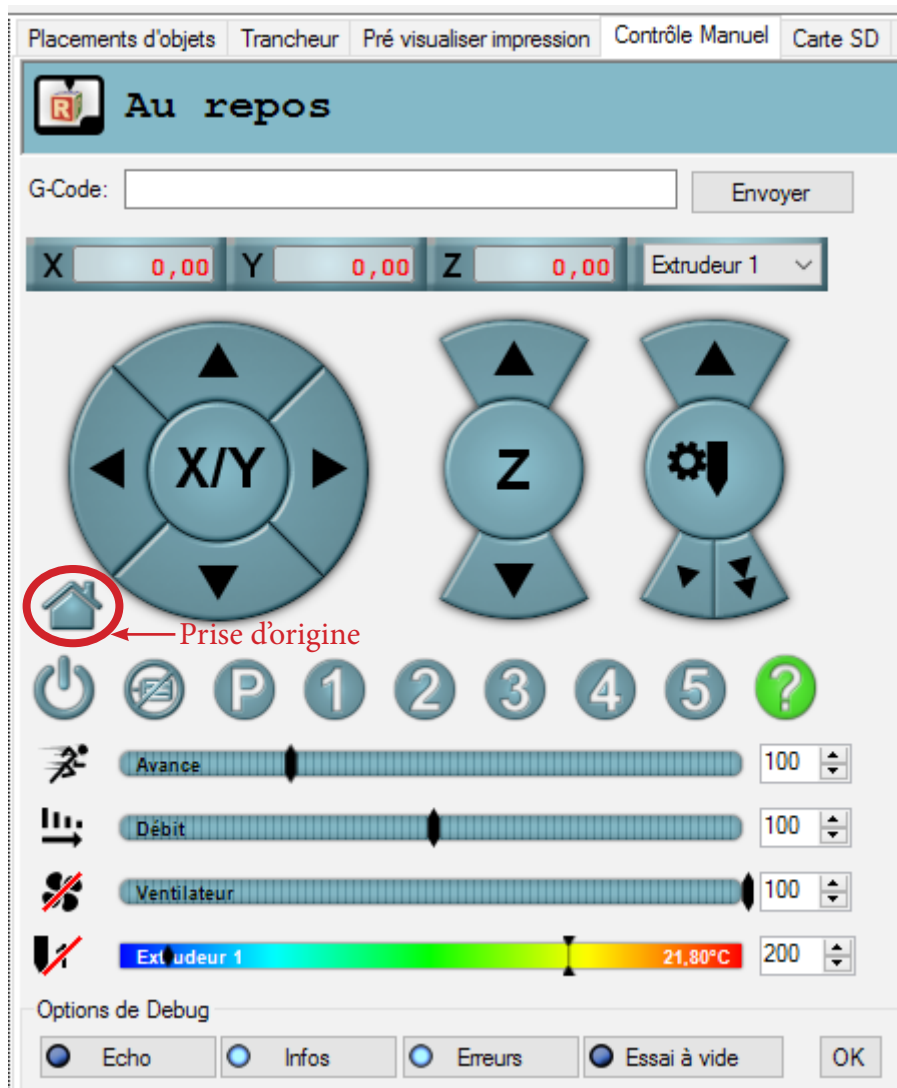 Placements d'objets Trancheur Pré visualiser impression Contrôle Manuel Carte SD
R Au repos
G-Code: Envoyer
X 0,00 Y 0,00 Z 0,00 Extrudeur 1
X/Y Z
Prise d'origine
P 1 2 3 4 5 ?
Avance 100
Débit 100
Ventilateur 100
1 Extrudeur 1 21,80°C 200
Options de Debug
Echo Infos Erreurs Essai à vide OK